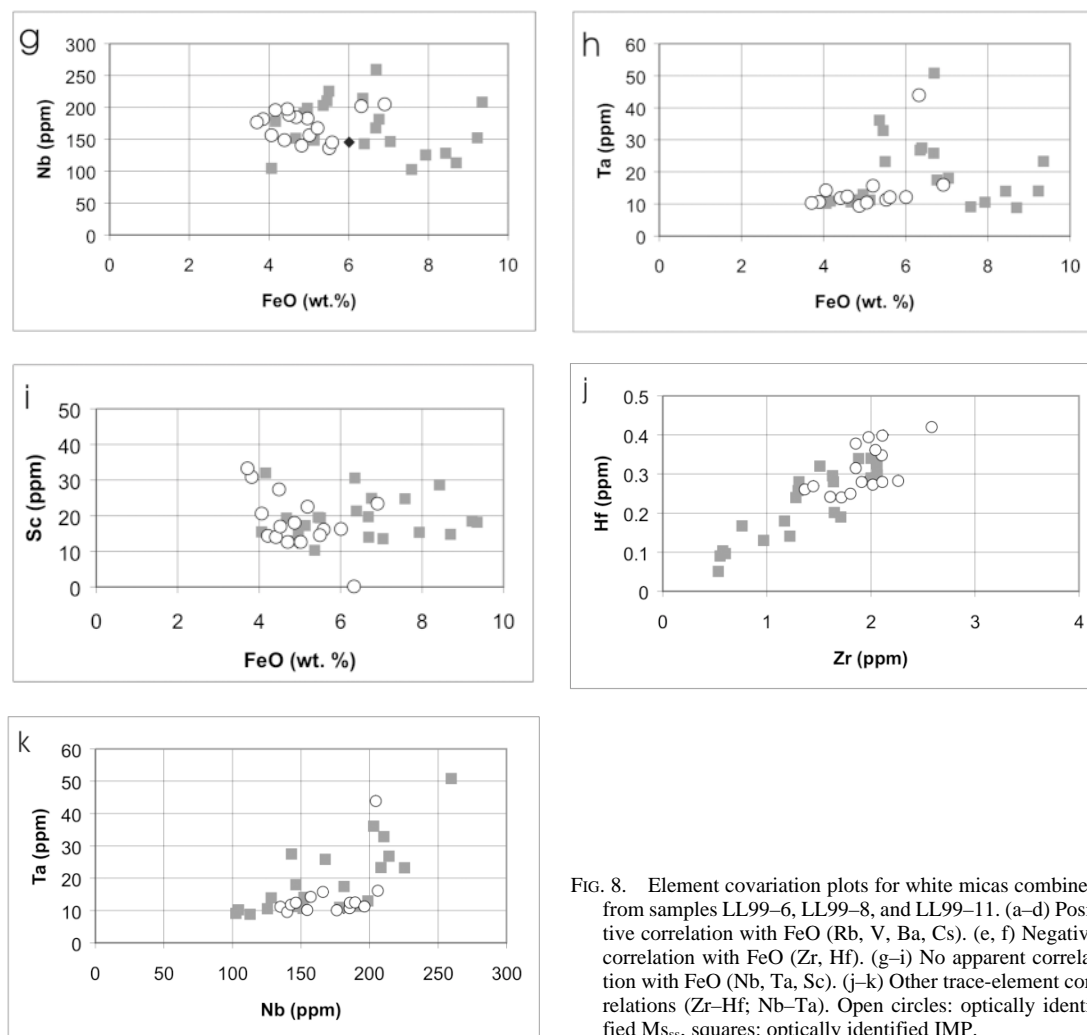 g
300
250
200
150
100
50
0
Nb (ppm)
0 2 4 6 8 10
FeO (wt.%)
h
60
50
40
30
20
10
0
Ta (ppm)
0 2 4 6 8 10
FeO (wt.%)
i
50
40
30
20
10
0
Sc (ppm)
0 2 4 6 8 10
FeO (wt. %)
j
0.5
0.4
0.3
0.2
0.1
0
Hf (ppm)
0 1 2 3 4
Zr (ppm)
k
60
50
40
30
20
10
0
Ta (ppm)
0 50 100 150 200 250 300
Nb (ppm)
FIG. 8. Element covariation plots for white micas combine
from samples LL99–6, LL99–8, and LL99–11. (a–d) Posi
tive correlation with FeO (Rb, V, Ba, Cs). (e, f) Negativ
correlation with FeO (Zr, Hf). (g–i) No apparent correla
tion with FeO (Nb, Ta, Sc). (j–k) Other trace-element cor
relations (Zr–Hf; Nb–Ta). Open circles: optically identi
fied Msss, squares: optically identified IMP.